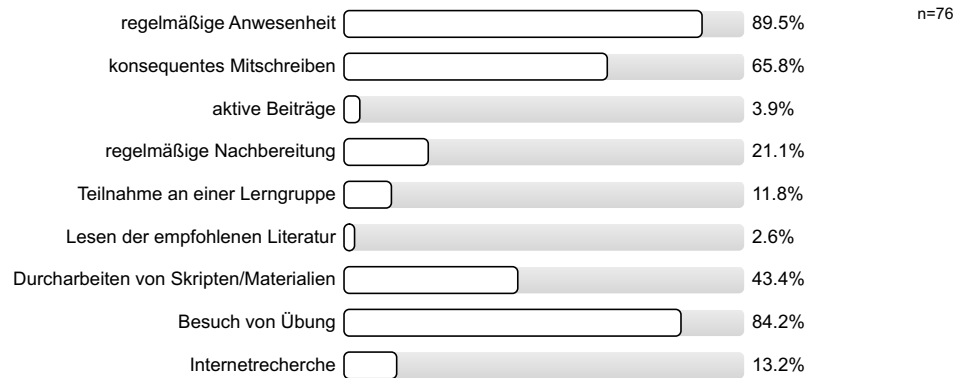 regelmäßige Anwesenheit 89.5% n=76
konsequentes Mitschreiben 65.8%
aktive Beiträge 3.9%
regelmäßige Nachbereitung 21.1%
Teilnahme an einer Lerngruppe 11.8%
Lesen der empfohlenen Literatur 2.6%
Durcharbeiten von Skripten/Materialien 43.4%
Besuch von Übung 84.2%
Internetrecherche 13.2%